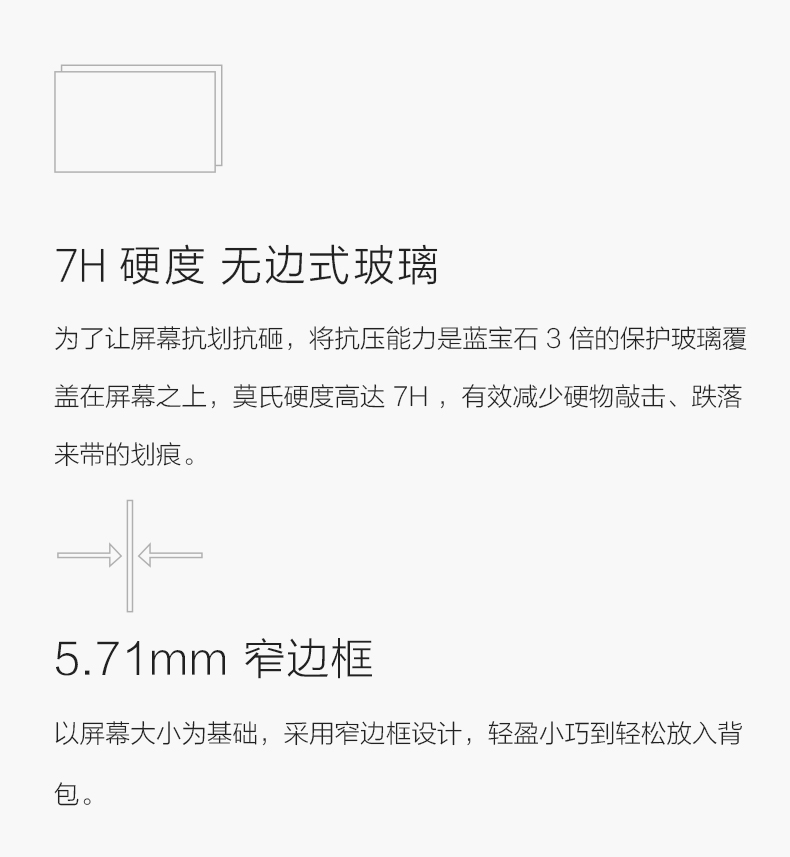 7H 硬度 无边式玻璃
为了让屏幕抗划抗砸，将抗压能力是蓝宝石 3 倍的保护玻璃覆
盖在屏幕之上，莫氏硬度高达 7H ，有效减少硬物敲击、跌落
来带的划痕。
5.71mm 窄边框
以屏幕大小为基础，采用窄边框设计，轻盈小巧到轻松放入背
包。